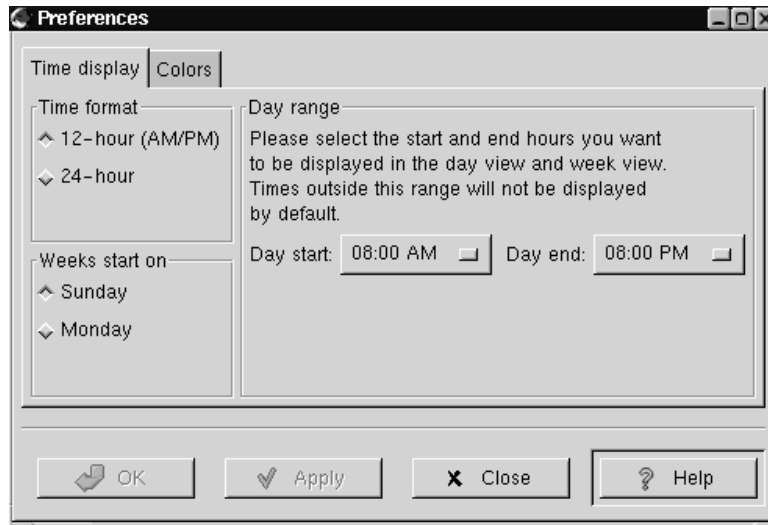 Preferences
Time display Colors
Time format
12-hour (AM/PM)
24-hour
Weeks start on
Sunday
Monday
Day range
Please select the start and end hours you want
to be displayed in the day view and week view.
Times outside this range will not be displayed
by default.
Day start: 08:00 AM Day end: 08:00 PM
OK Apply Close Help